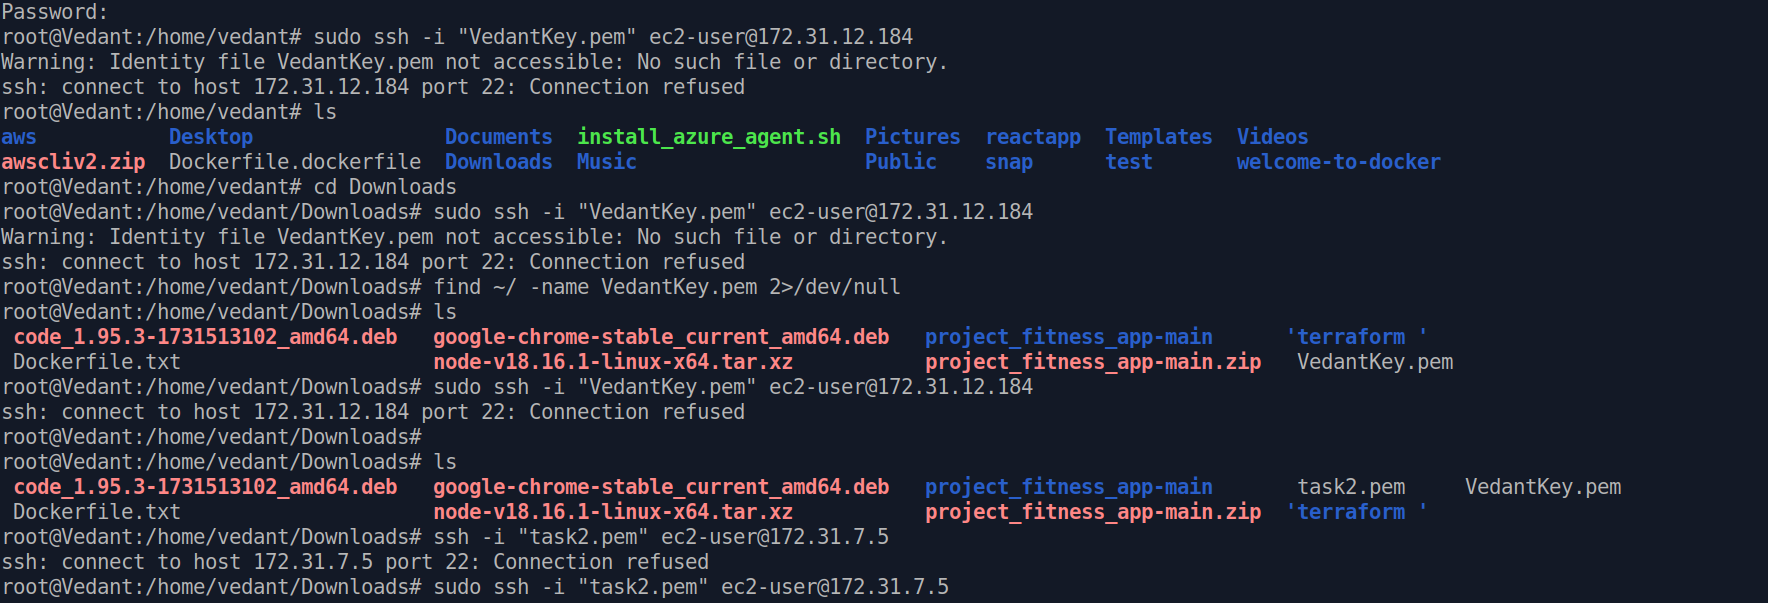 Password:
root@Vedant:/home/vedant# sudo ssh -i "VedantKey.pem" ec2-user@172.31.12.184
Warning: Identity file VedantKey.pem not accessible: No such file or directory.
ssh: connect to host 172.31.12.184 port 22: Connection refused
root@Vedant:/home/vedant# ls
aws           Desktop                Documents  install_azure_agent.sh  Pictures  reactapp  Templates  Videos
awscliv2.zip  Dockerfile.dockerfile  Downloads  Music                   Public    snap      test       welcome-to-docker
root@Vedant:/home/vedant# cd Downloads
root@Vedant:/home/vedant/Downloads# sudo ssh -i "VedantKey.pem" ec2-user@172.31.12.184
Warning: Identity file VedantKey.pem not accessible: No such file or directory.
ssh: connect to host 172.31.12.184 port 22: Connection refused
root@Vedant:/home/vedant/Downloads# find ~/ -name VedantKey.pem 2>/dev/null
root@Vedant:/home/vedant/Downloads# ls
 code_1.95.3-1731513102_amd64.deb   google-chrome-stable_current_amd64.deb   project_fitness_app-main      'terraform '
 Dockerfile.txt                     node-v18.16.1-linux-x64.tar.xz           project_fitness_app-main.zip   VedantKey.pem
root@Vedant:/home/vedant/Downloads# sudo ssh -i "VedantKey.pem" ec2-user@172.31.12.184
ssh: connect to host 172.31.12.184 port 22: Connection refused
root@Vedant:/home/vedant/Downloads#
root@Vedant:/home/vedant/Downloads# ls
 code_1.95.3-1731513102_amd64.deb   google-chrome-stable_current_amd64.deb   project_fitness_app-main       task2.pem     VedantKey.pem
 Dockerfile.txt                     node-v18.16.1-linux-x64.tar.xz           project_fitness_app-main.zip  'terraform '
root@Vedant:/home/vedant/Downloads# ssh -i "task2.pem" ec2-user@172.31.7.5
ssh: connect to host 172.31.7.5 port 22: Connection refused
root@Vedant:/home/vedant/Downloads# sudo ssh -i "task2.pem" ec2-user@172.31.7.5